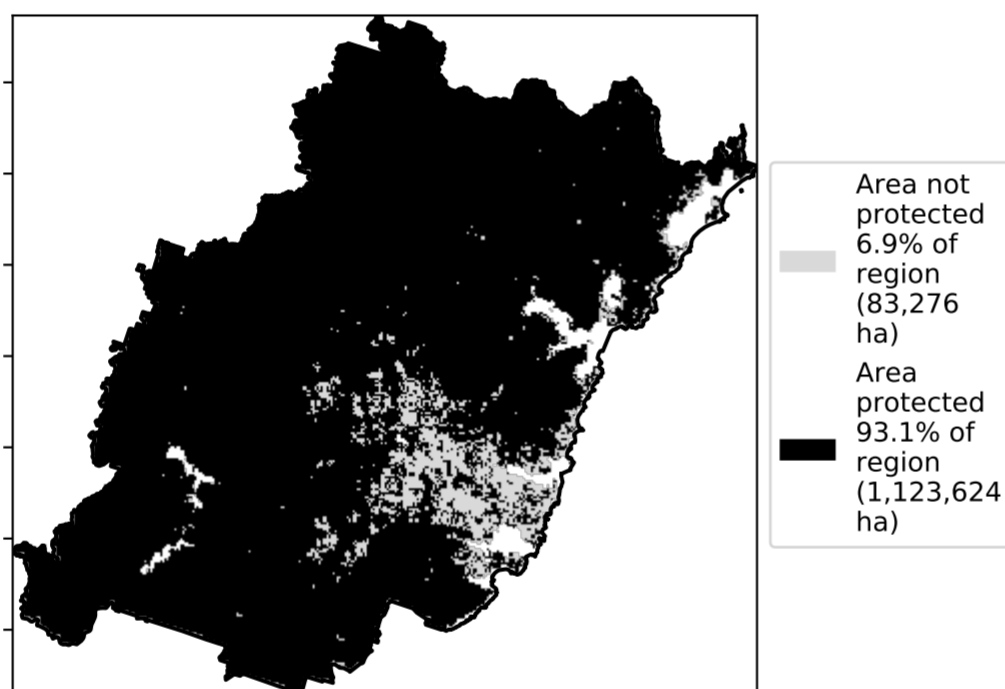 Area not
protected
6.9% of
region
(83,276
ha)
Area
protected
93.1% of
region
(1,123,624
ha)